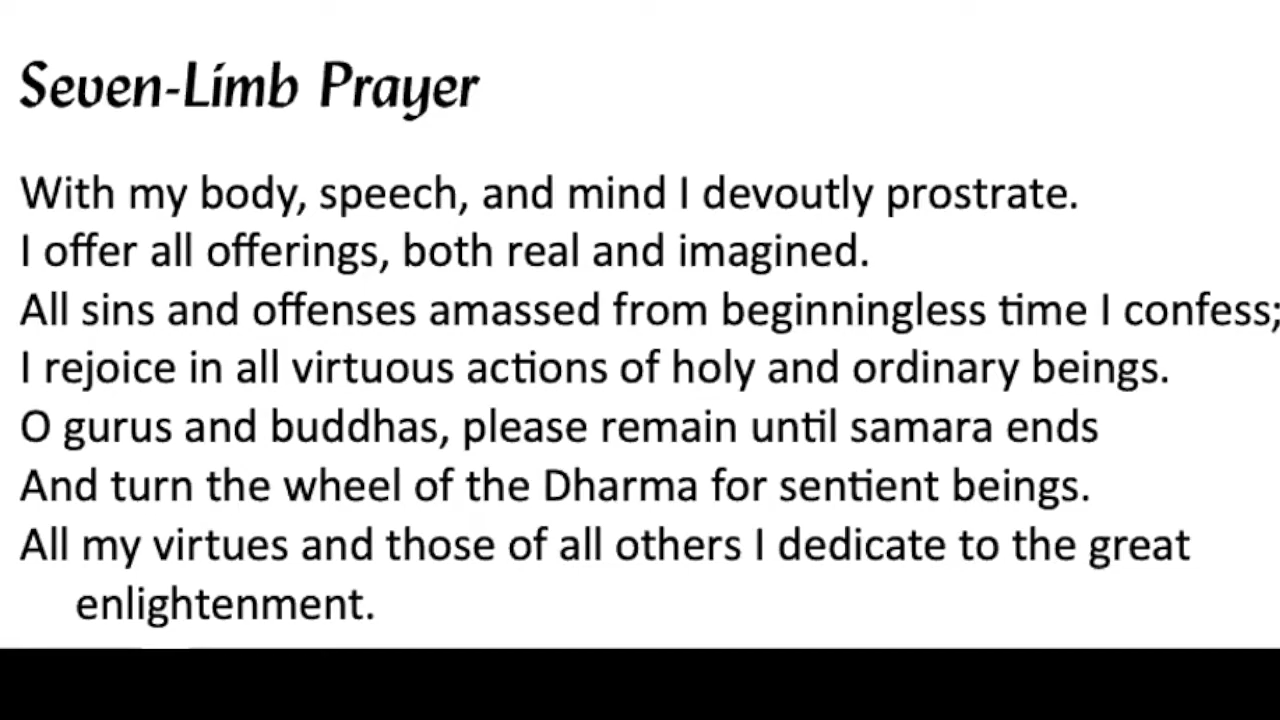 Seven-Limb Prayer
With my body, speech, and mind I devoutly prostrate.
I offer all offerings, both real and imagined.
All sins and offenses amassed from beginningless time I confess;
I rejoice in all virtuous actions of holy and ordinary beings.
O gurus and buddhas, please remain until samara ends
And turn the wheel of the Dharma for sentient beings.
All my virtues and those of all others I dedicate to the great
enlightenment.